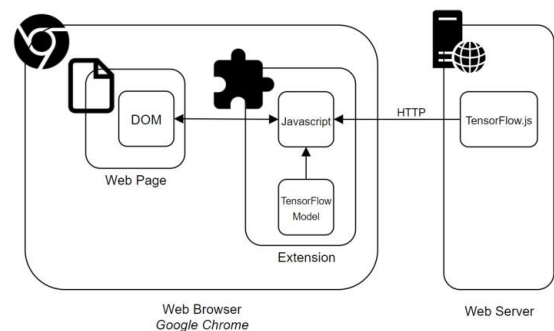 DOM
Javascript
HTTP
TensorFlow.js
Web Page
TensorFlow
Model
Extension
Web Browser
Google Chrome
Web Server